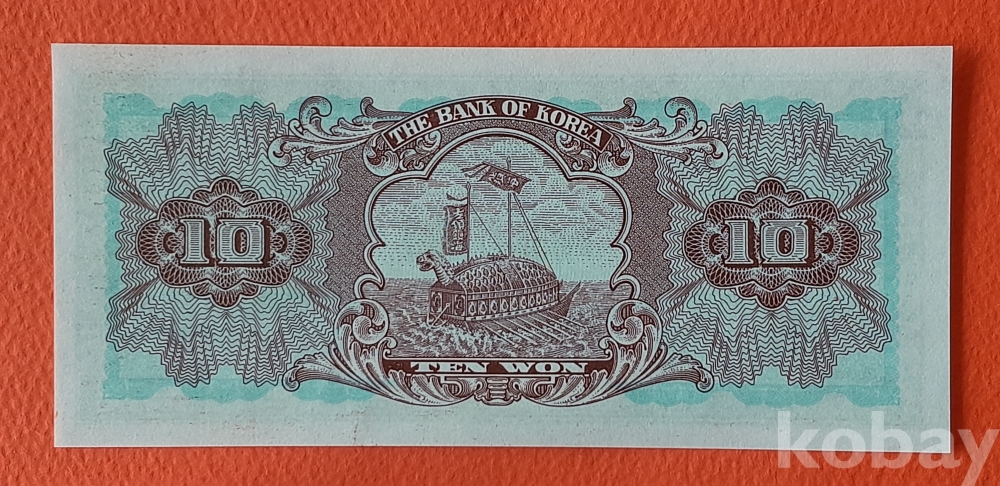 THE BANK OF KOREA
10 10
TEN WON
kobay